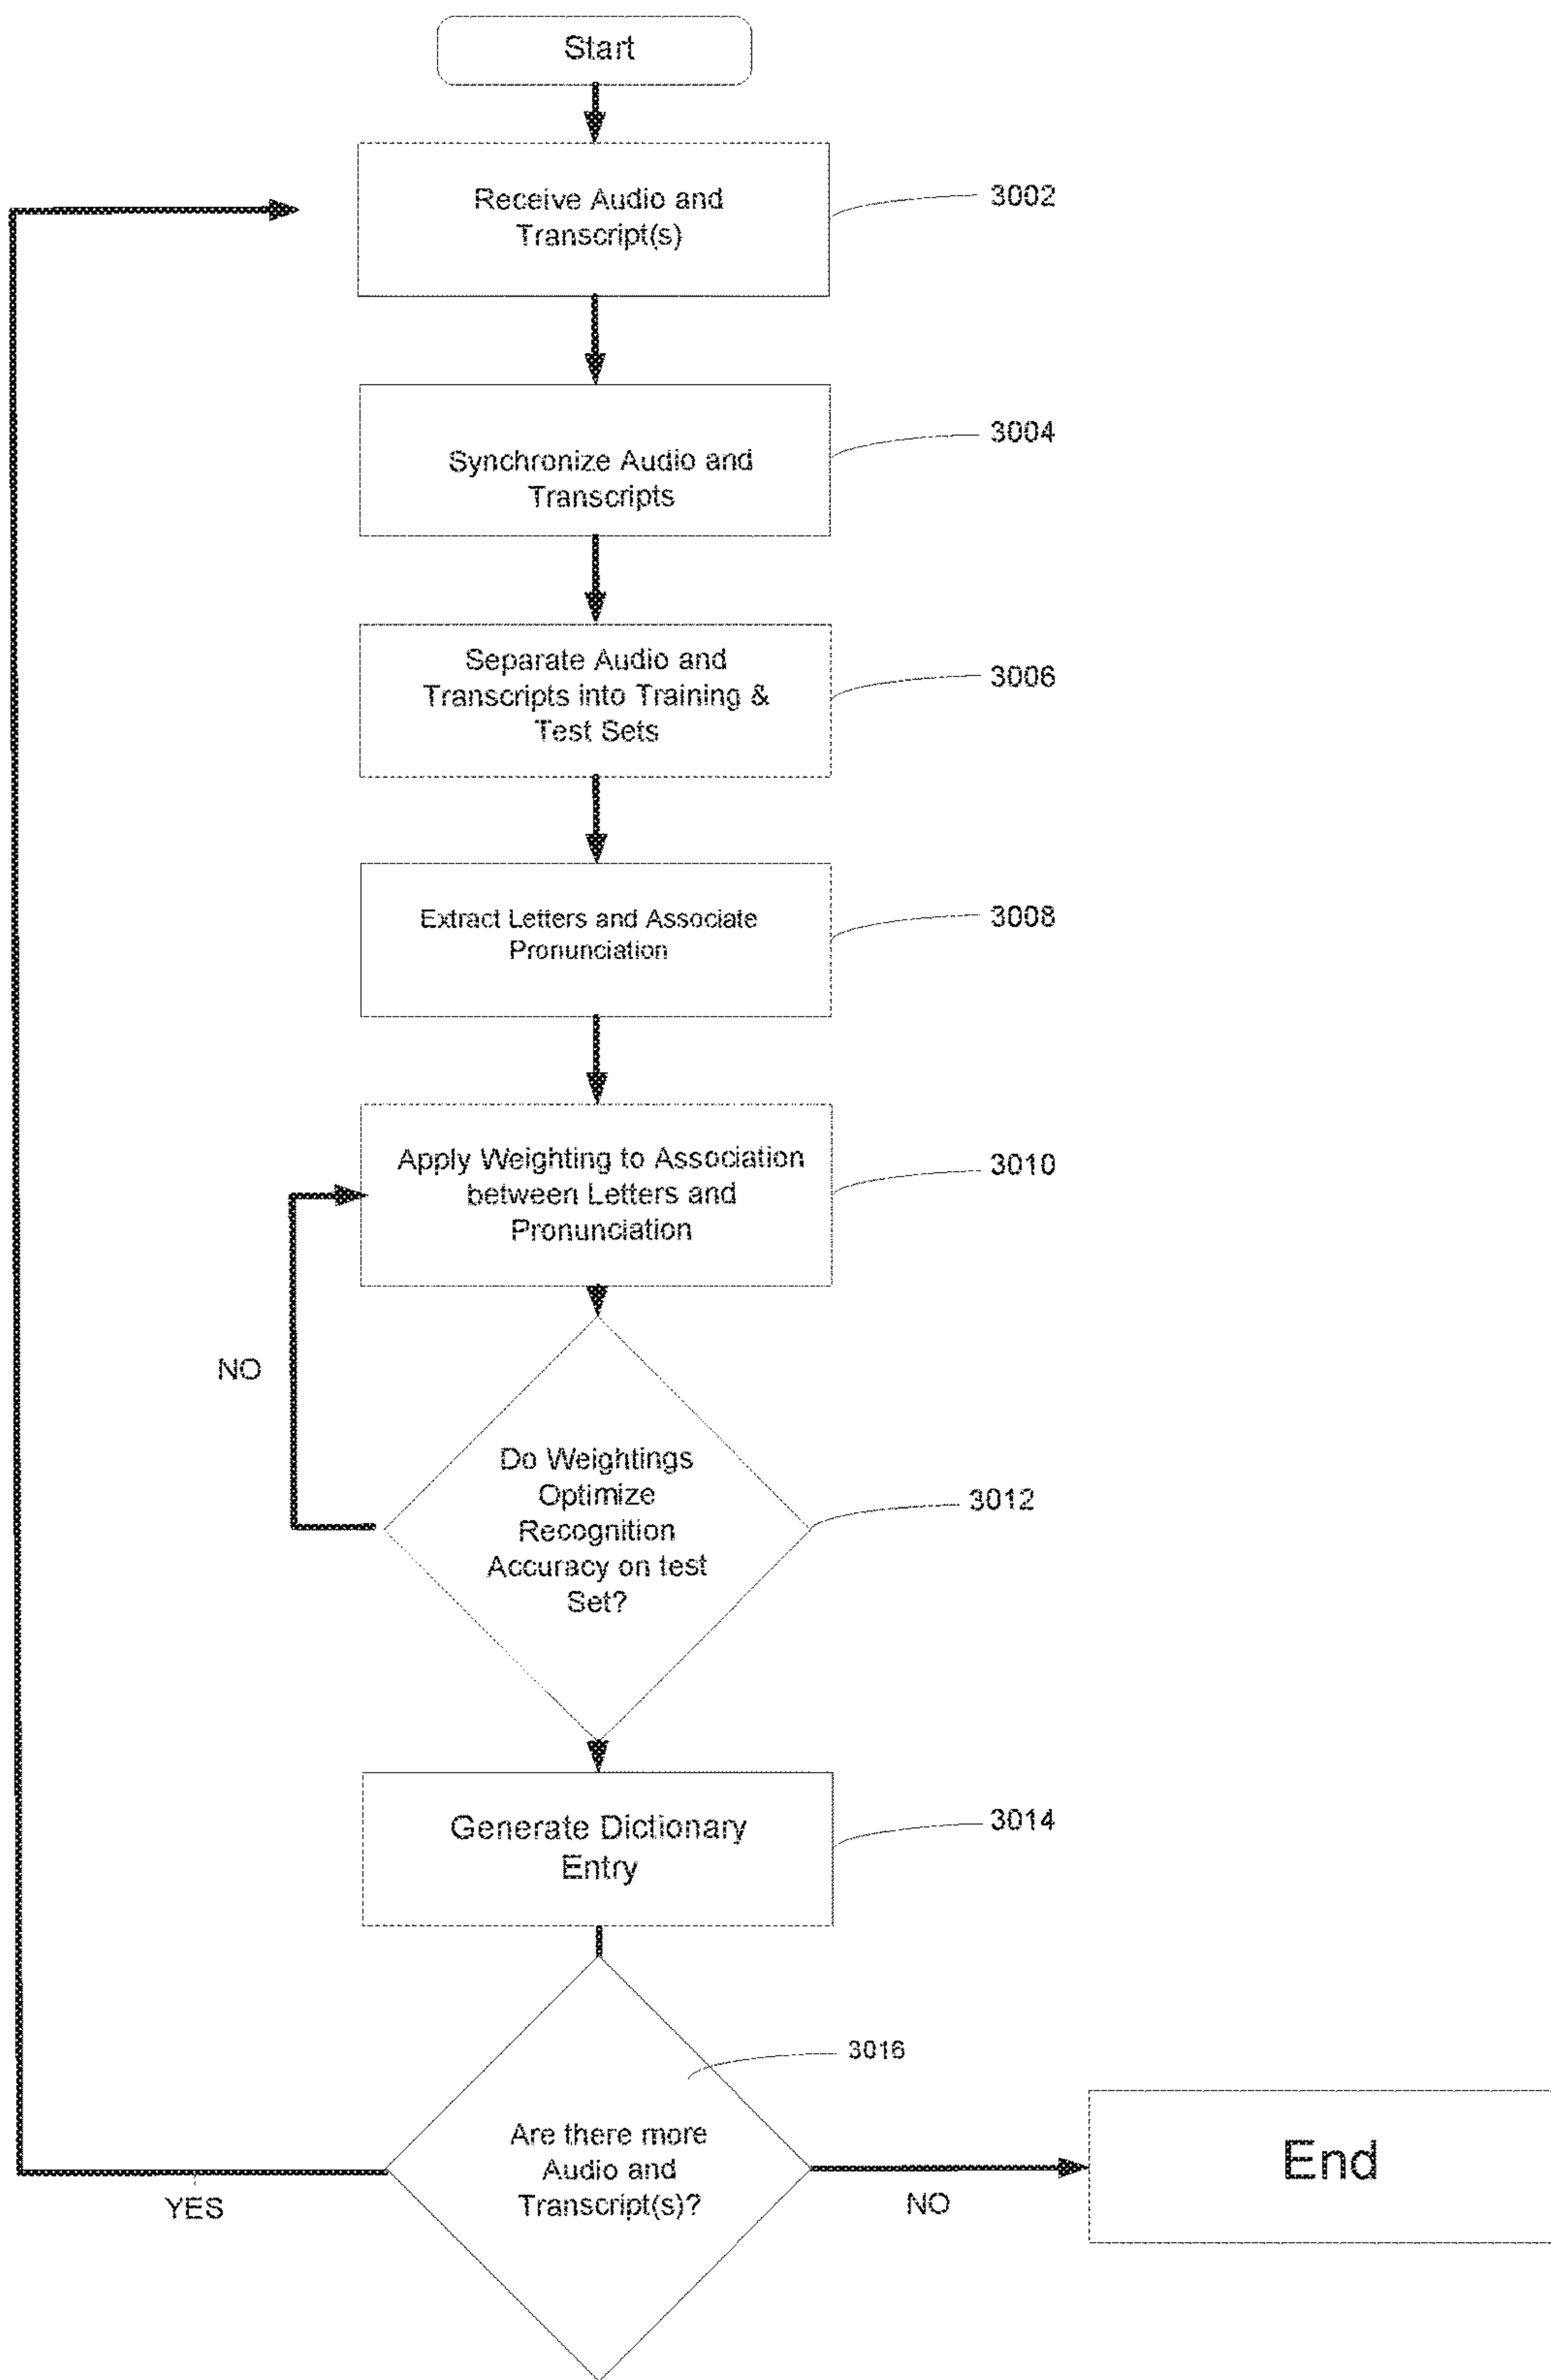 Start
Receive Audio and
Transcript(s)
3002
Synchronize Audio and
Transcripts
3004
Separate Audio and
Transcripts into Training &
Test Sets
3006
Extract Letters and Associate
Pronunciation
3008
Apply Weighting to Association
between Letters and
Pronunciation
3010
NO
Do Weightings
Optimize
Recognition
Accuracy on test
Set?
3012
Generate Dictionary
Entry
3014
3016
Are there more
Audio and
Transcript(s)?
YES
NO
End